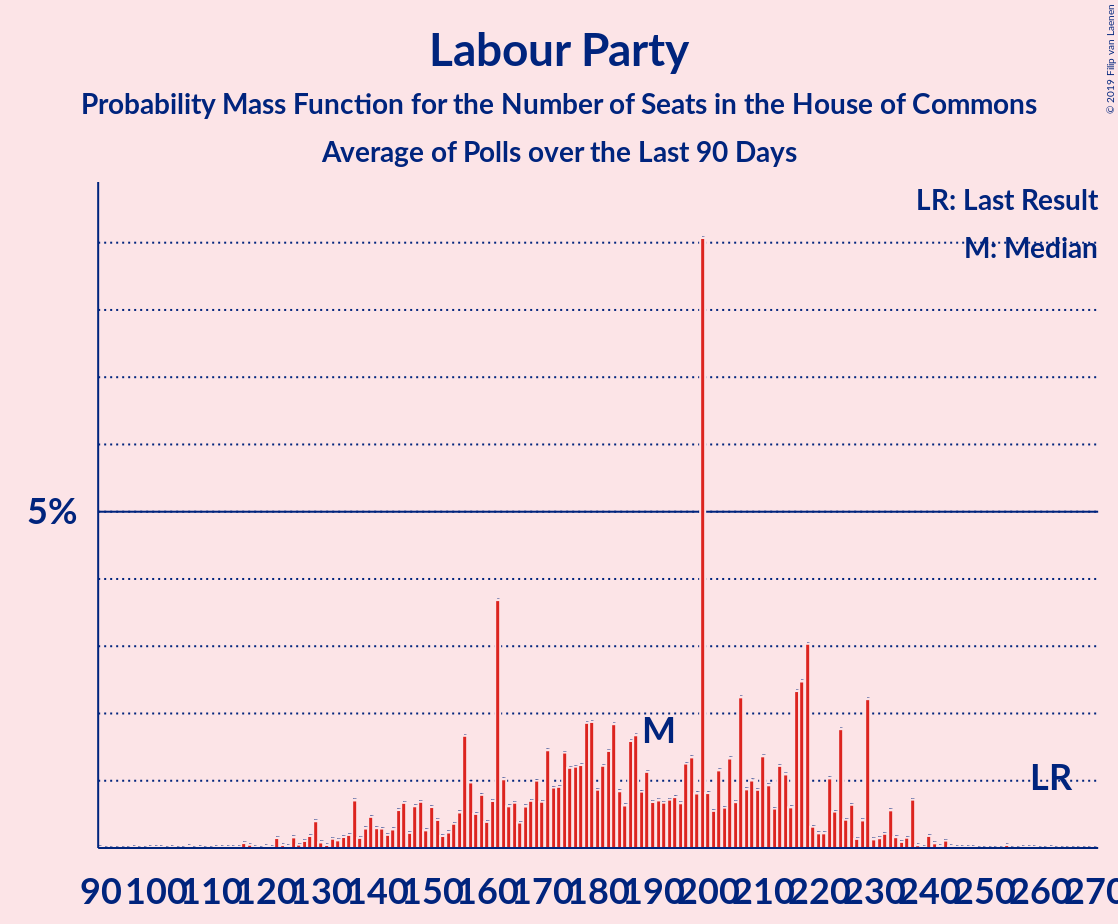 Labour Party
Probability Mass Function for the Number of Seats in the House of Commons
Average of Polls over the Last 90 Days
© 2019 Filip van Laenen
LR: Last Result
M: Median
5%
M
LR
90 100 110 120 130 140 150 160 170 180 190 200 210 220 230 240 250 260 270